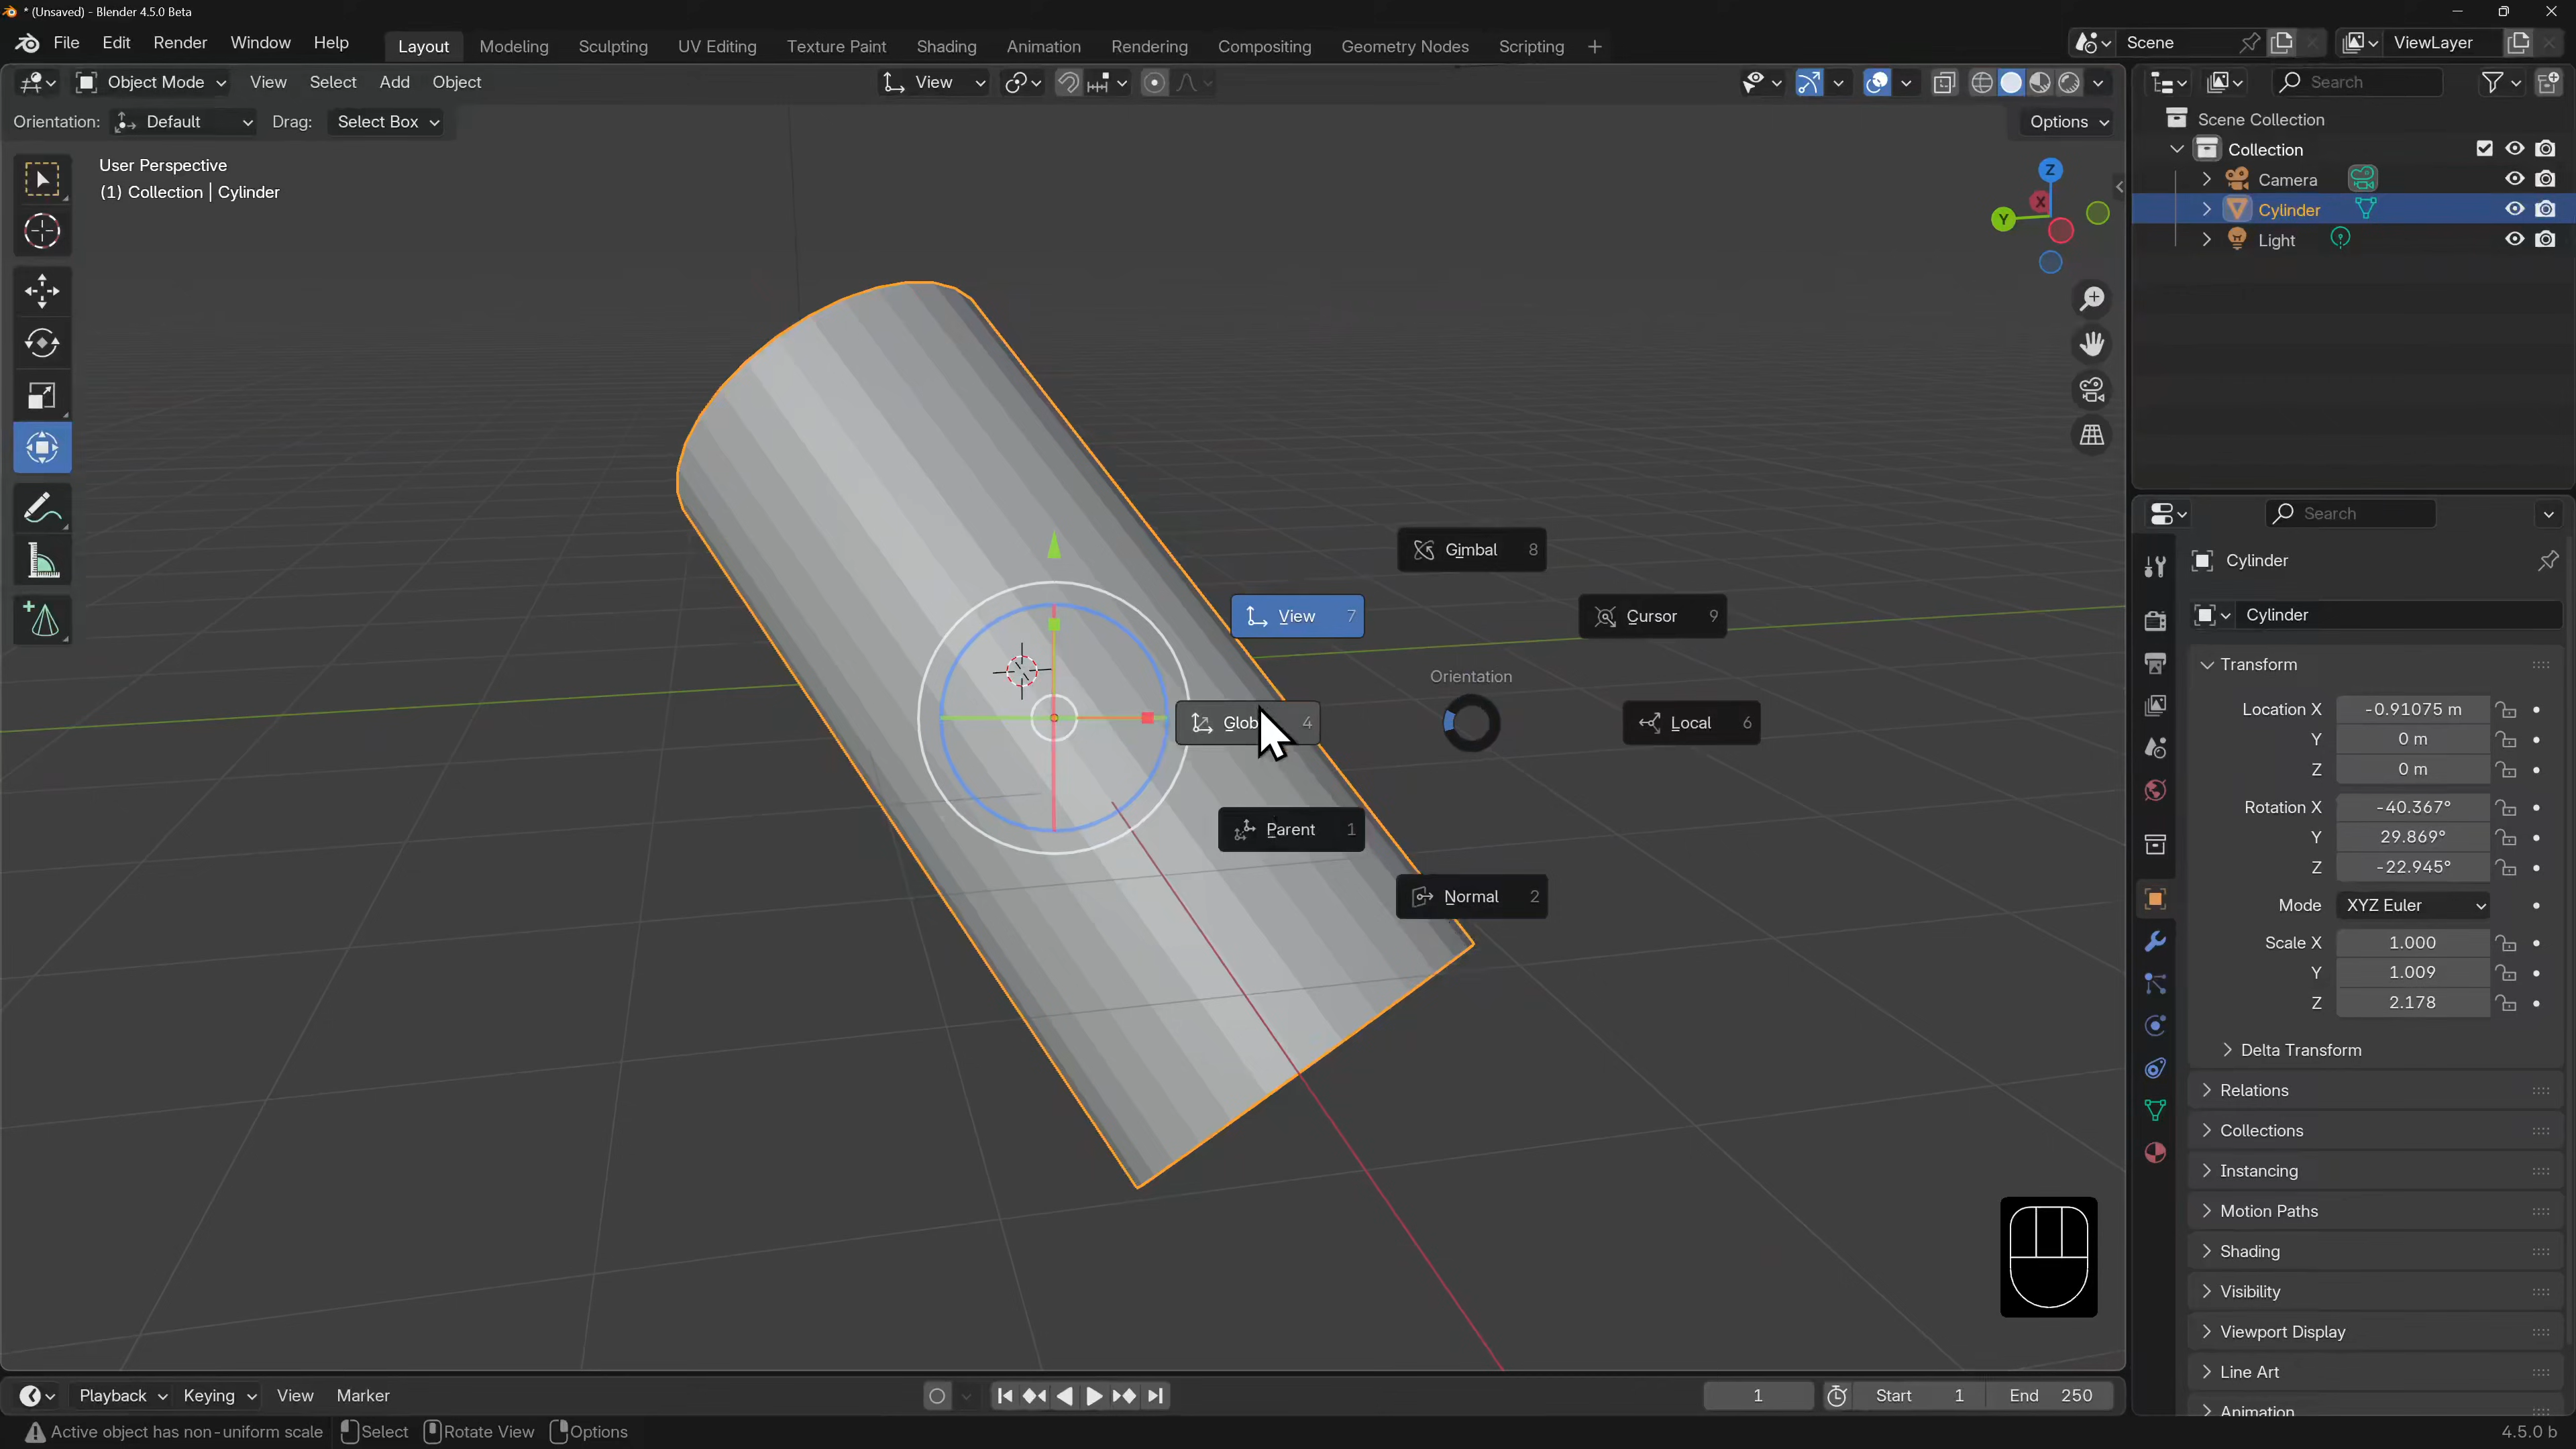 * (Unsaved) - Blender 4.5.0 Beta
File Edit Render Window Help
Layout Modeling Sculpting UV Editing Texture Paint Shading Animation Rendering Compositing Geometry Nodes Scripting +
Scene
ViewLayer
Object Mode View Select Add Object
View
Search
Orientation: Default Drag: Select Box
Options
User Perspective
(1) Collection | Cylinder
Z
X
Y
Scene Collection
Collection
Camera
Cylinder
Light
Gimbal 8
View 7
Cursor 9
Orientation
Glob 4
Local 6
Parent 1
Normal 2
Search
Cylinder
Cylinder
Transform
Location X -0.91075 m
Y 0 m
Z 0 m
Rotation X -40.367°
Y 29.869°
Z -22.945°
Mode XYZ Euler
Scale X 1.000
Y 1.009
Z 2.178
Delta Transform
Relations
Collections
Instancing
Motion Paths
Shading
Visibility
Viewport Display
Line Art
Animation
Playback Keying View Marker
1 Start 1 End 250
Active object has non-uniform scale Select Rotate View Options
4.5.0 b